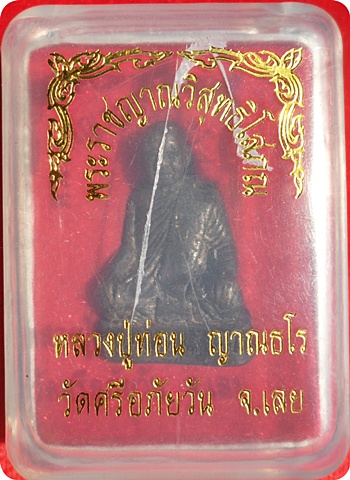 พระราชญาณวิสุทธิโสภณ
หลวงปู่ท่อน ญาณธโร
วัดศรีอภัยวัน จ.เลย